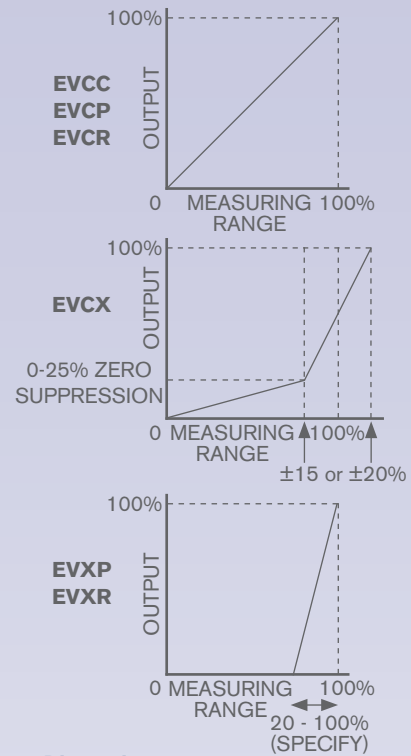 100%
EVCC
EVCP
EVCR
OUTPUT
0 MEASURING 100%
RANGE
100%
EVCX
OUTPUT
0-25% ZERO
SUPPRESSION
0 MEASURING 100%
RANGE
±15 or ±20%
100%
EVXP
EVXR
OUTPUT
0 MEASURING 100%
RANGE
20 - 100%
(SPECIFY)